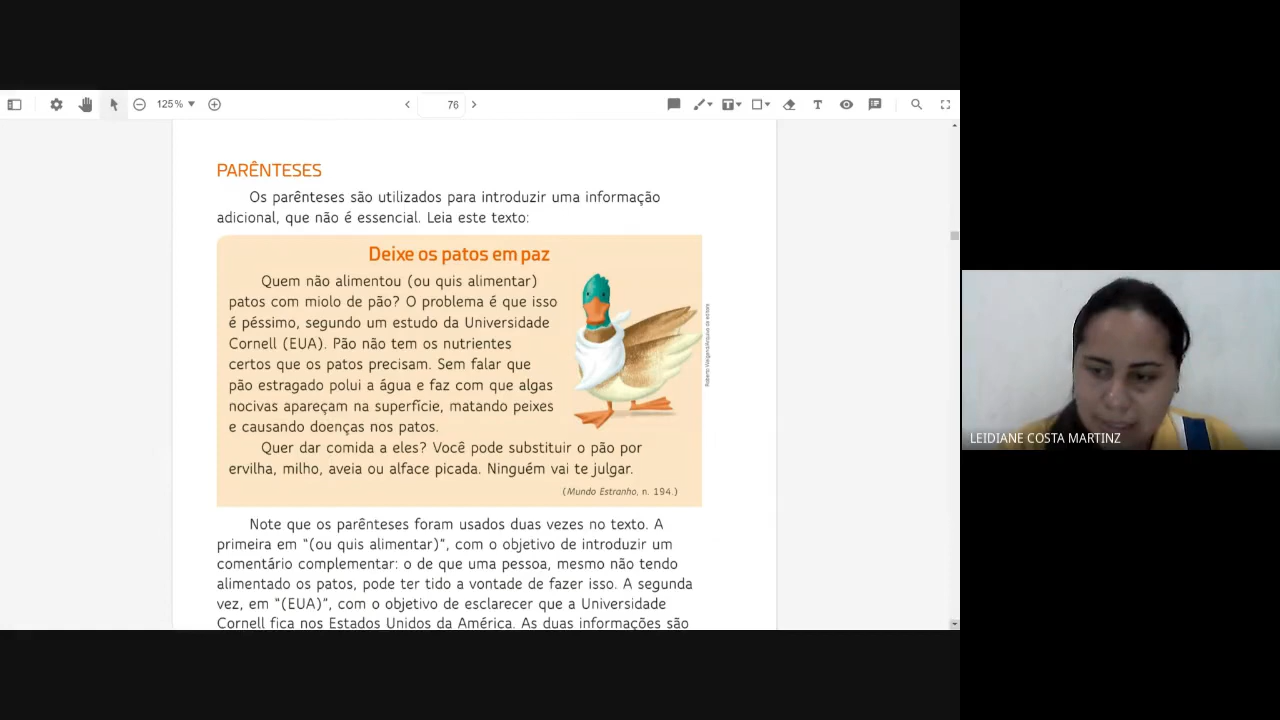 125%
76
PARÊNTESES
Os parênteses são utilizados para introduzir uma informação
adicional, que não é essencial. Leia este texto:
Deixe os patos em paz
Quem não alimentou (ou quis alimentar)
patos com miolo de pão? O problema é que isso
é péssimo, segundo um estudo da Universidade
Cornell (EUA). Pão não tem os nutrientes
certos que os patos precisam. Sem falar que
pão estragado polui a água e faz com que algas
nocivas apareçam na superfície, matando peixes
e causando doenças nos patos.
Quer dar comida a eles? Você pode substituir o pão por
ervilha, milho, aveia ou alface picada. Ninguém vai te julgar.
(Mundo Estranho, n. 194.)
Note que os parênteses foram usados duas vezes no texto. A
primeira em "(ou quis alimentar)", com o objetivo de introduzir um
comentário complementar: o de que uma pessoa, mesmo não tendo
alimentado os patos, pode ter tido a vontade de fazer isso. A segunda
vez, em "(EUA)", com o objetivo de esclarecer que a Universidade
Cornell fica nos Estados Unidos da América. As duas informações são
LEIDIANE COSTA MARTINZ